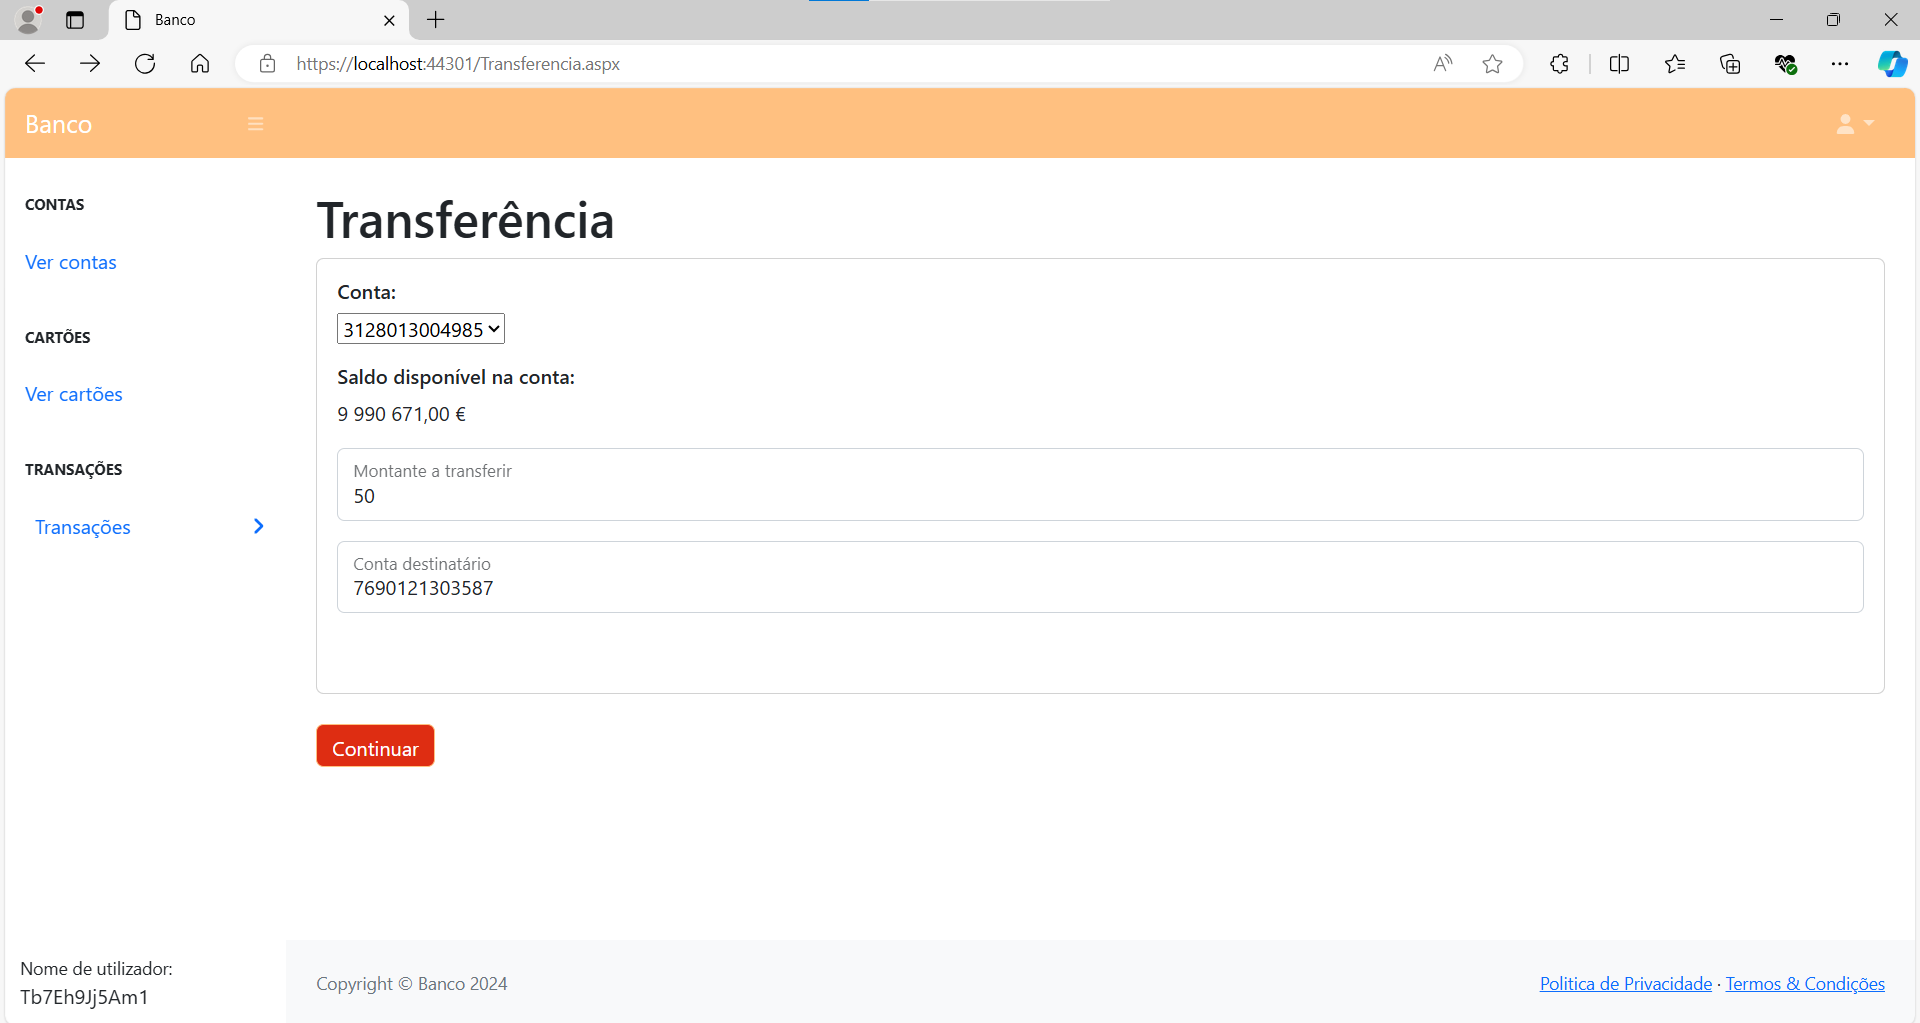 Banco
https://localhost:44301/Transferencia.aspx
Banco
CONTAS
Ver contas
CARTÕES
Ver cartões
TRANSAÇÕES
Transações
Nome de utilizador:
Tb7Eh9Jj5Am1
Transferência
Conta:
3128013004985
Saldo disponível na conta:
9 990 671,00 €
Montante a transferir
50
Conta destinatário
7690121303587
Continuar
Copyright © Banco 2024
Politica de Privacidade · Termos & Condições